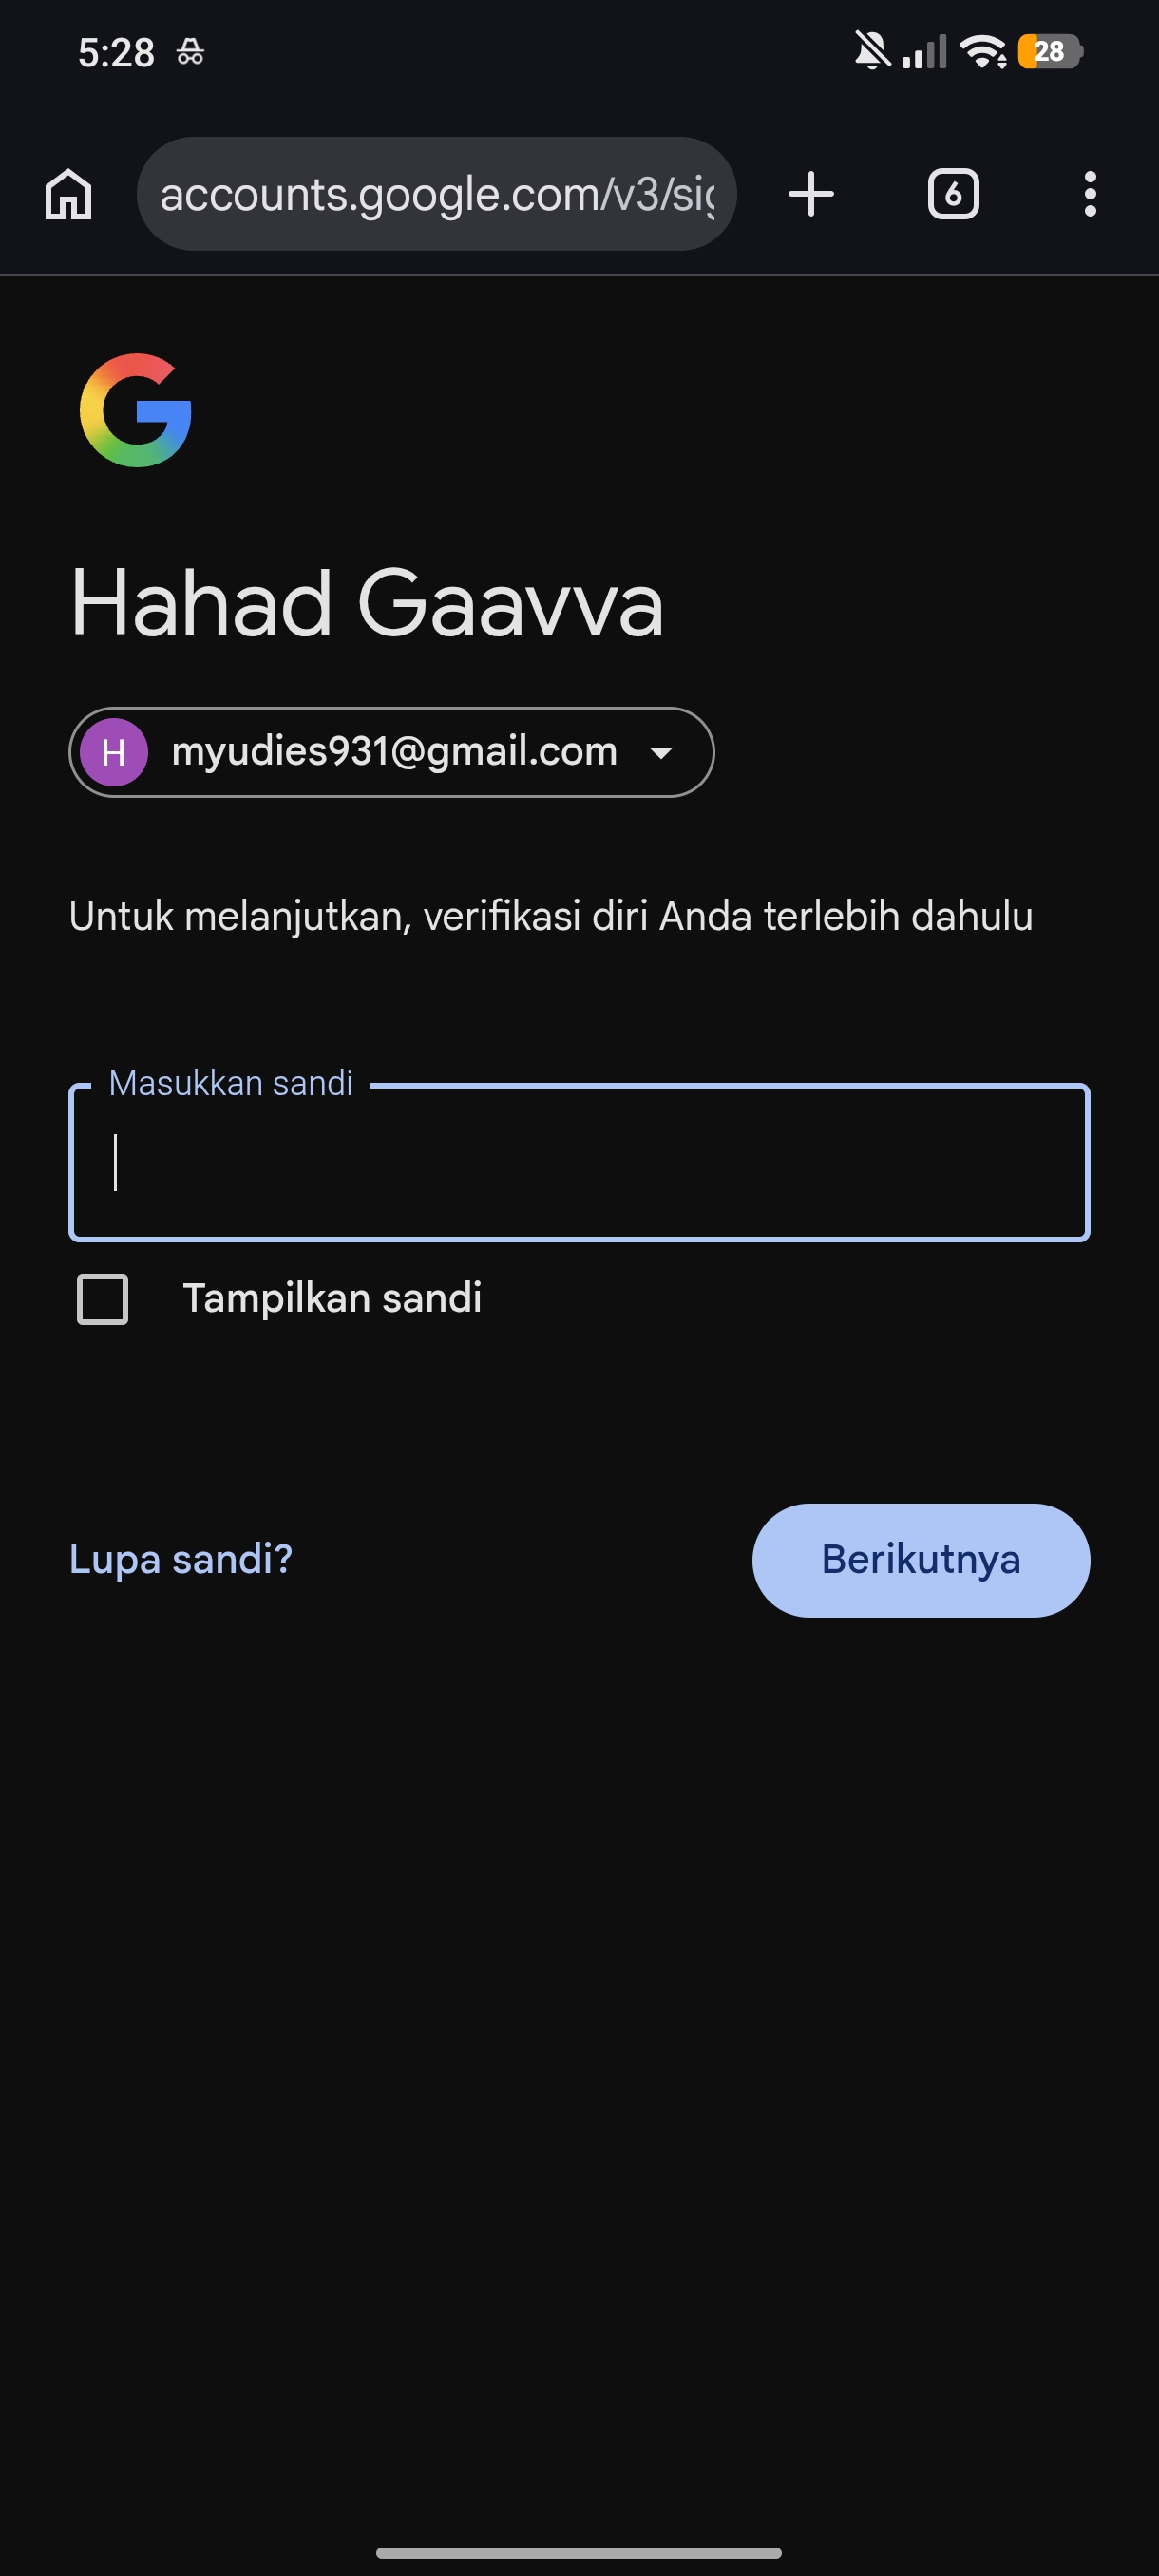 5:28
28
accounts.google.com/v3/sig
6
Hahad Gaavva
H myudies931@gmail.com
Untuk melanjutkan, verifikasi diri Anda terlebih dahulu
Masukkan sandi
Tampilkan sandi
Lupa sandi?
Berikutnya